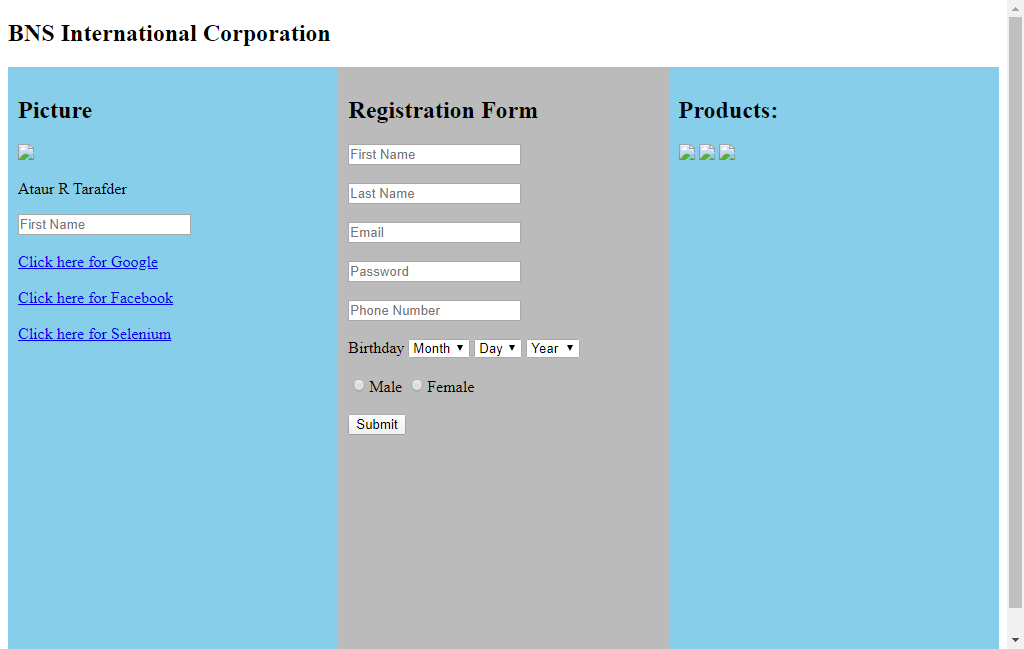 BNS International Corporation
Picture
Ataur R Tarafder
First Name
Click here for Google
Click here for Facebook
Click here for Selenium
Registration Form
First Name
Last Name
Email
Password
Phone Number
Birthday Month Day Year
Male Female
Submit
Products: